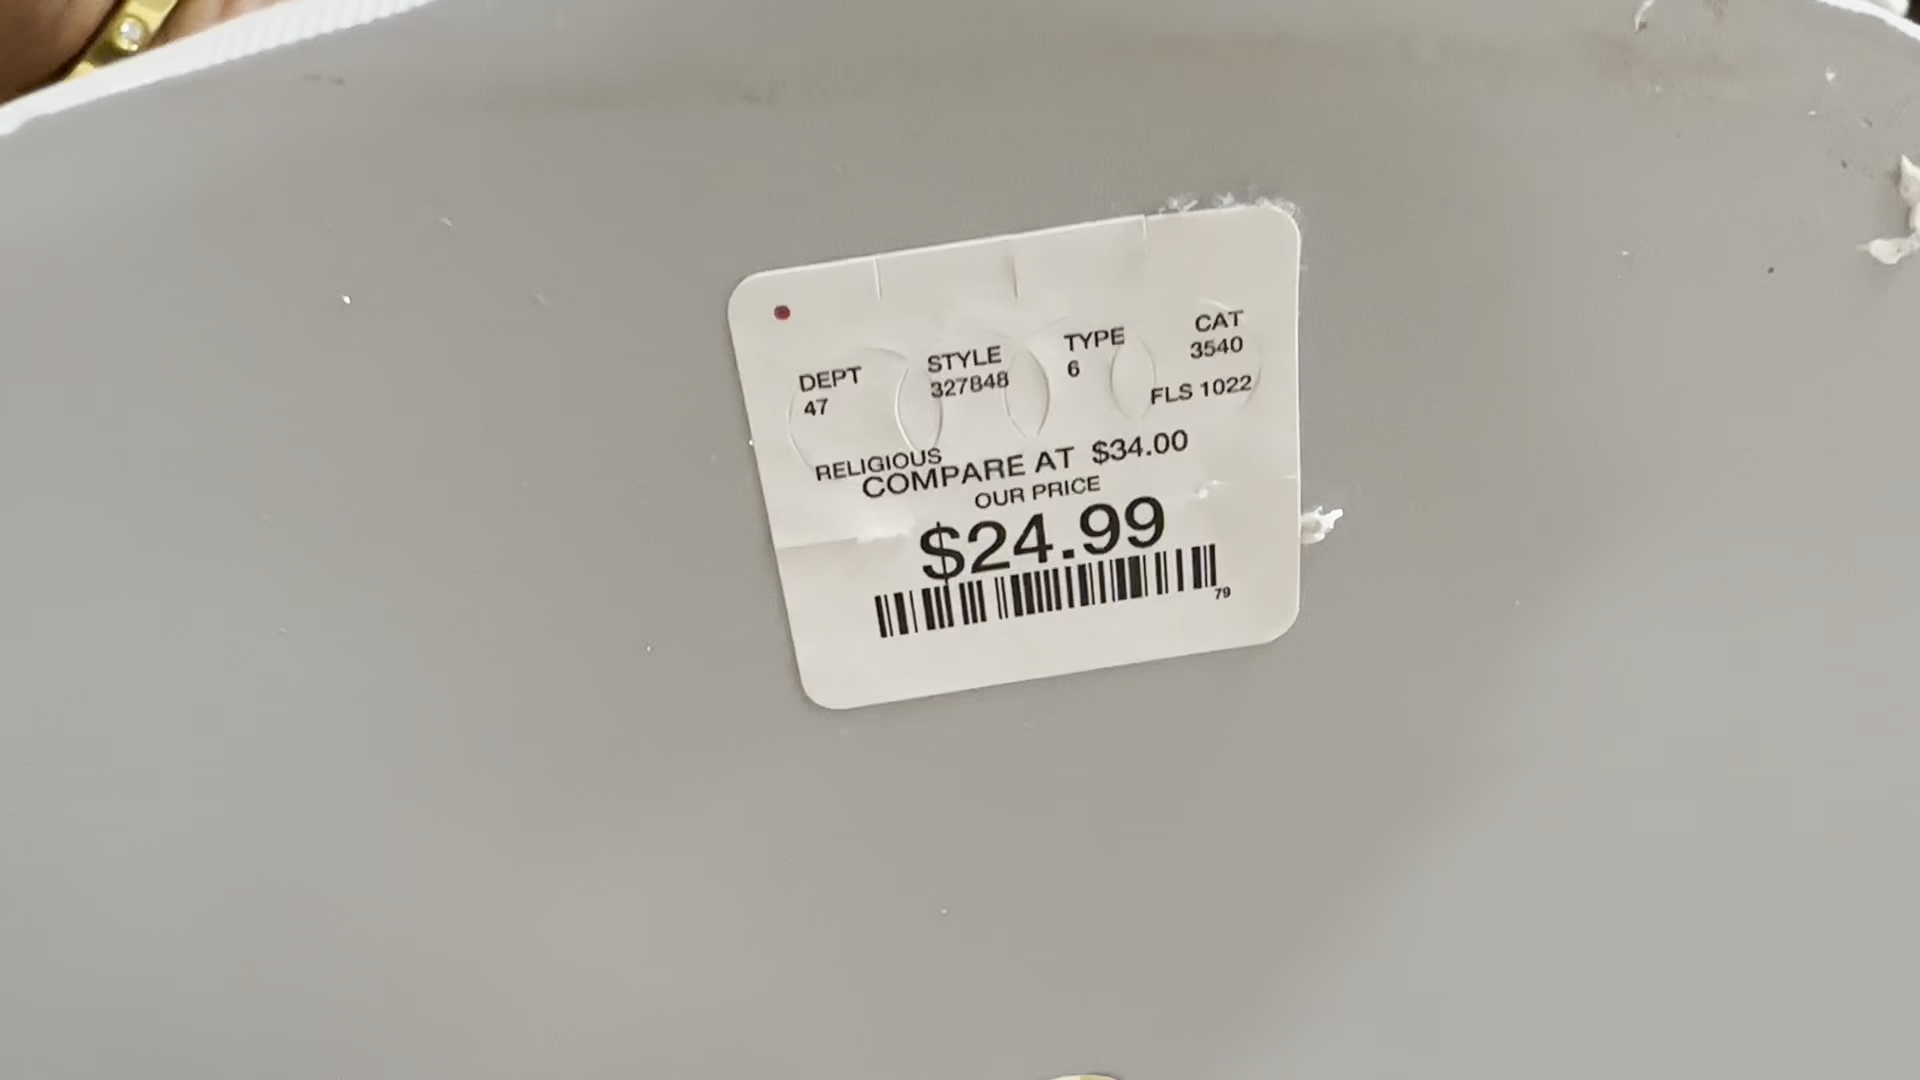 DEPT STYLE TYPE CAT
47 327848 6 3540
FLS 1022
RELIGIOUS
COMPARE AT $34.00
OUR PRICE
$24.99
79